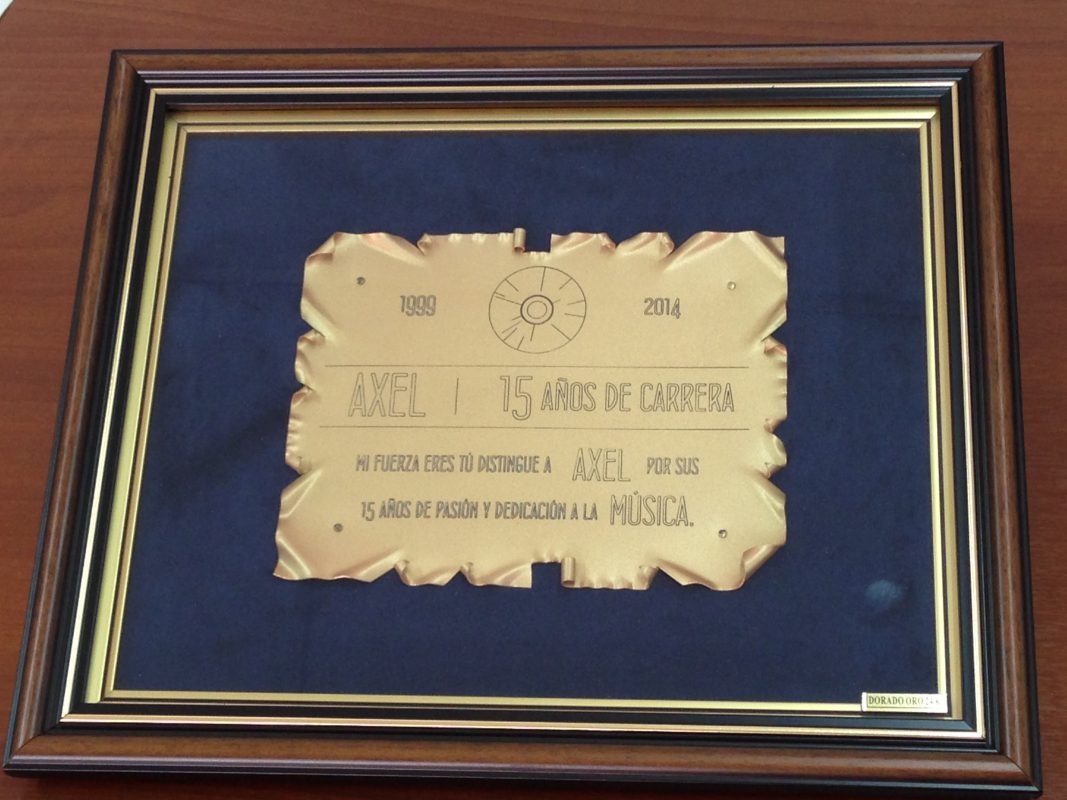 1999 2014
AXEL | 15 AÑOS DE CARRERA
MI FUERZA ERES TÚ DISTINGUE A AXEL POR SUS
15 AÑOS DE PASIÓN Y DEDICACIÓN A LA MÚSICA.
DORADO ORO